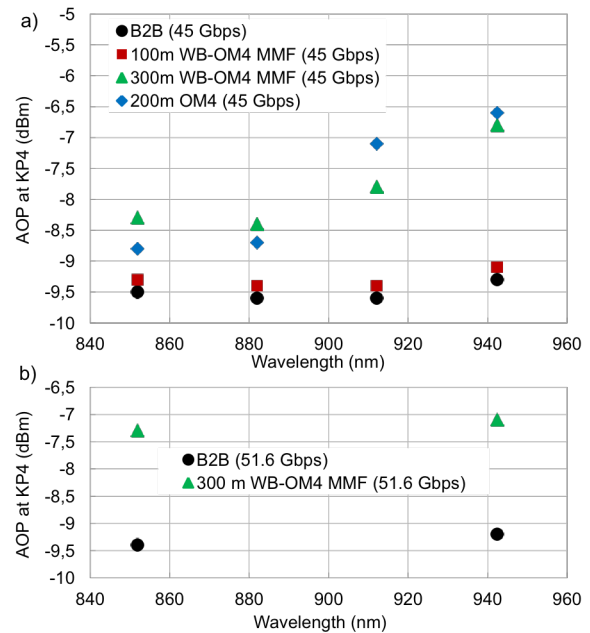 a)
AOP at KP4 (dBm)
-5
-5,5
-6
-6,5
-7
-7,5
-8
-8,5
-9
-9,5
-10
B2B (45 Gbps)
100m WB-OM4 MMF (45 Gbps)
300m WB-OM4 MMF (45 Gbps)
200m OM4 (45 Gbps)
840 860 880 900 920 940 960
Wavelength (nm)
b)
AOP at KP4 (dBm)
-6,5
-7
-7,5
-8
-8,5
-9
-9,5
-10
B2B (51.6 Gbps)
300 m WB-OM4 MMF (51.6 Gbps)
840 860 880 900 920 940 960
Wavelength (nm)